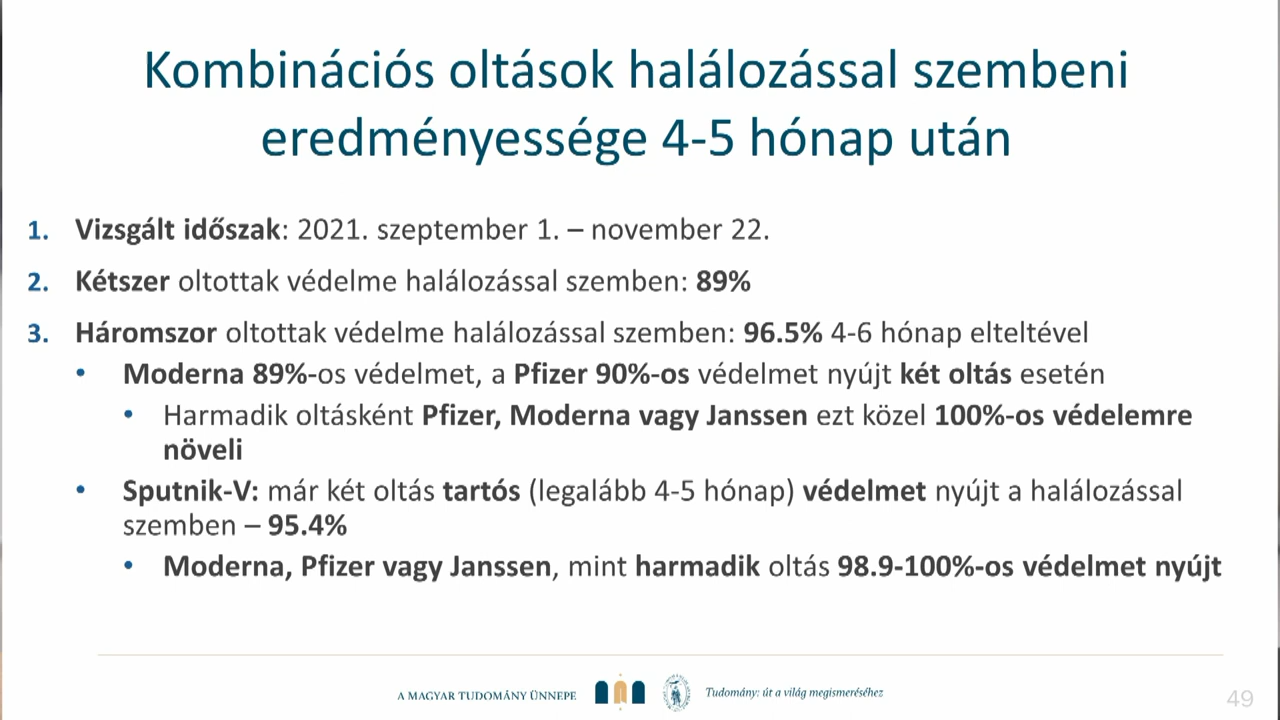 Kombinációs oltások halálozással szembeni
eredményessége 4-5 hónap után
1. Vizsgált időszak: 2021. szeptember 1. – november 22.
2. Kétszer oltottak védelme halálozással szemben: 89%
3. Háromszor oltottak védelme halálozással szemben: 96.5% 4-6 hónap elteltével
• Moderna 89%-os védelmet, a Pfizer 90%-os védelmet nyújt két oltás esetén
• Harmadik oltásként Pfizer, Moderna vagy Janssen ezt közel 100%-os védelemre
növeli
• Sputnik-V: már két oltás tartós (legalább 4-5 hónap) védelmet nyújt a halálozással
szemben – 95.4%
• Moderna, Pfizer vagy Janssen, mint harmadik oltás 98.9-100%-os védelmet nyújt
A MAGYAR TUDOMÁNY ÜNNEPE
Tudomány: út a világ megismeréséhez
49